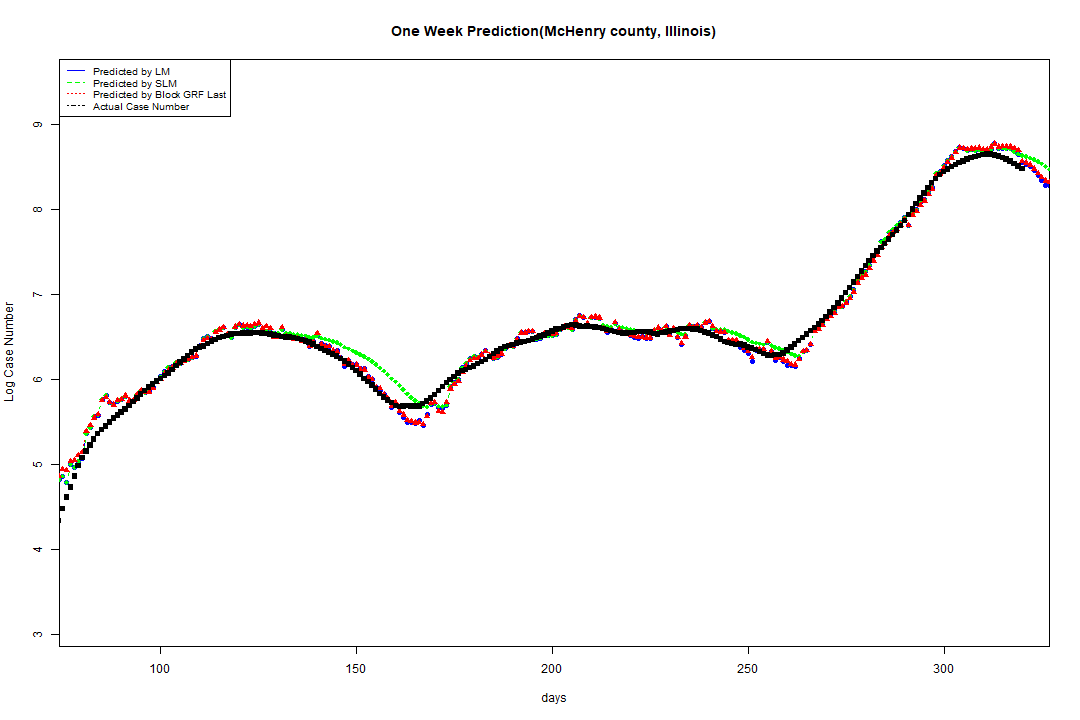 One Week Prediction(McHenry county, Illinois)
Predicted by LM
Predicted by SLM
Predicted by Block GRF Last
Actual Case Number
9
8
7
6
5
4
3
Log Case Number
100 150 200 250 300
days